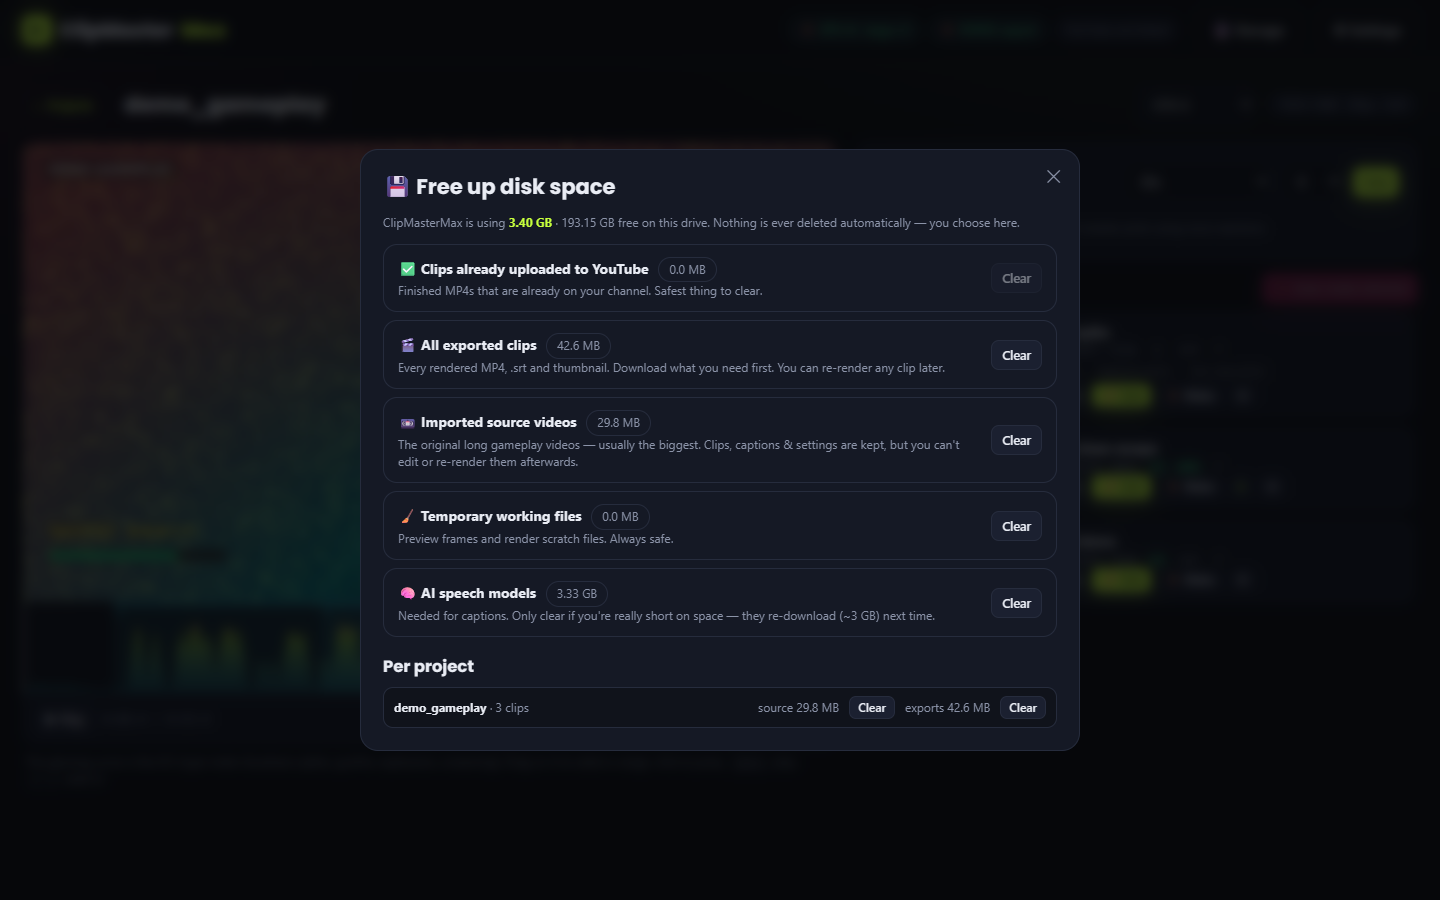 ClipMaster Max
demo_gameplay
Free up disk space
ClipMasterMax is using 3.40 GB · 193.15 GB free on this drive. Nothing is ever deleted automatically — you choose here.
Clips already uploaded to YouTube 0.0 MB
Finished MP4s that are already on your channel. Safest thing to clear.
Clear
All exported clips 42.6 MB
Every rendered MP4, .srt and thumbnail. Download what you need first. You can re-render any clip later.
Clear
Imported source videos 29.8 MB
The original long gameplay videos — usually the biggest. Clips, captions & settings are kept, but you can't
edit or re-render them afterwards.
Clear
Temporary working files 0.0 MB
Preview frames and render scratch files. Always safe.
Clear
AI speech models 3.33 GB
Needed for captions. Only clear if you're really short on space — they re-download (~3 GB) next time.
Clear
Per project
demo_gameplay · 3 clips source 29.8 MB Clear exports 42.6 MB Clear